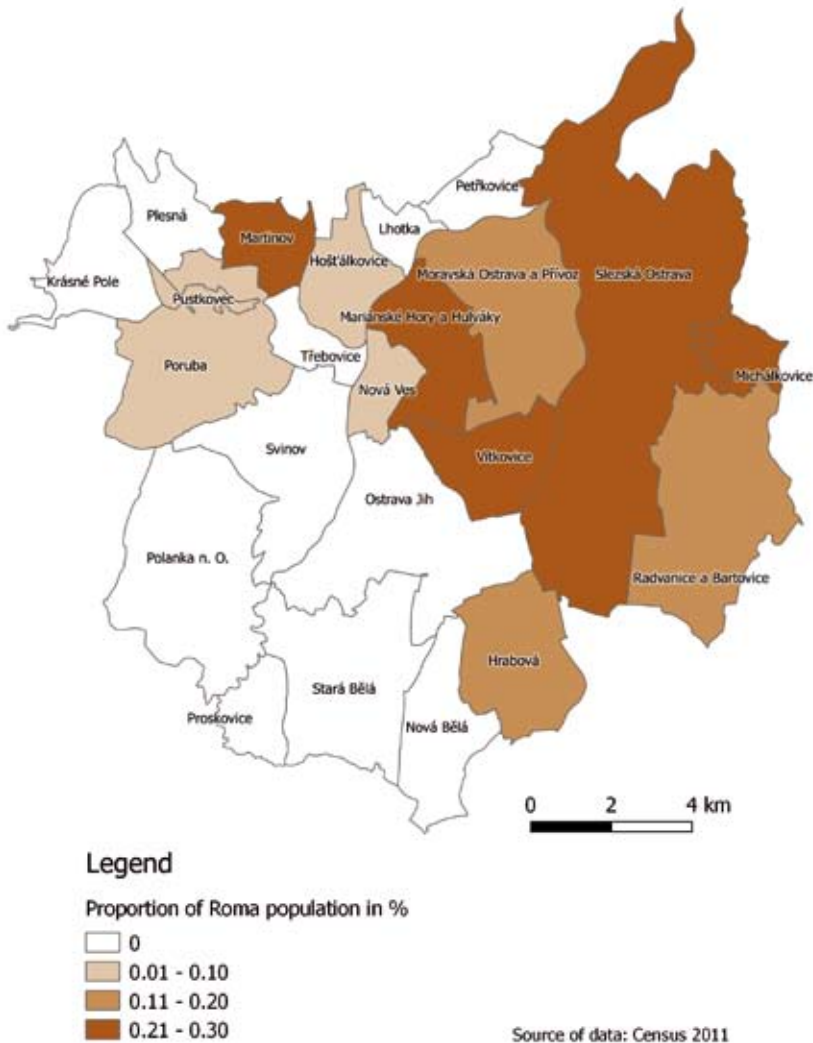 Petřkovice
Plesná
Lhotka
Martinov
Hošťálkovice
Moravská Ostrava a Přívoz
Slezská Ostrava
Krásné Pole
Pustkovec
Mariánské Hory a Hulváky
Třebovice
Poruba
Nová Ves
Michálkovice
Svinov
Vítkovice
Ostrava Jih
Polanka n. O.
Radvanice a Bartovice
Hrabová
Stará Bělá
Proskovice
Nová Bělá
0 2 4 km
Legend
Proportion of Roma population in %
0
0.01 - 0.10
0.11 - 0.20
0.21 - 0.30
Source of data: Census 2011